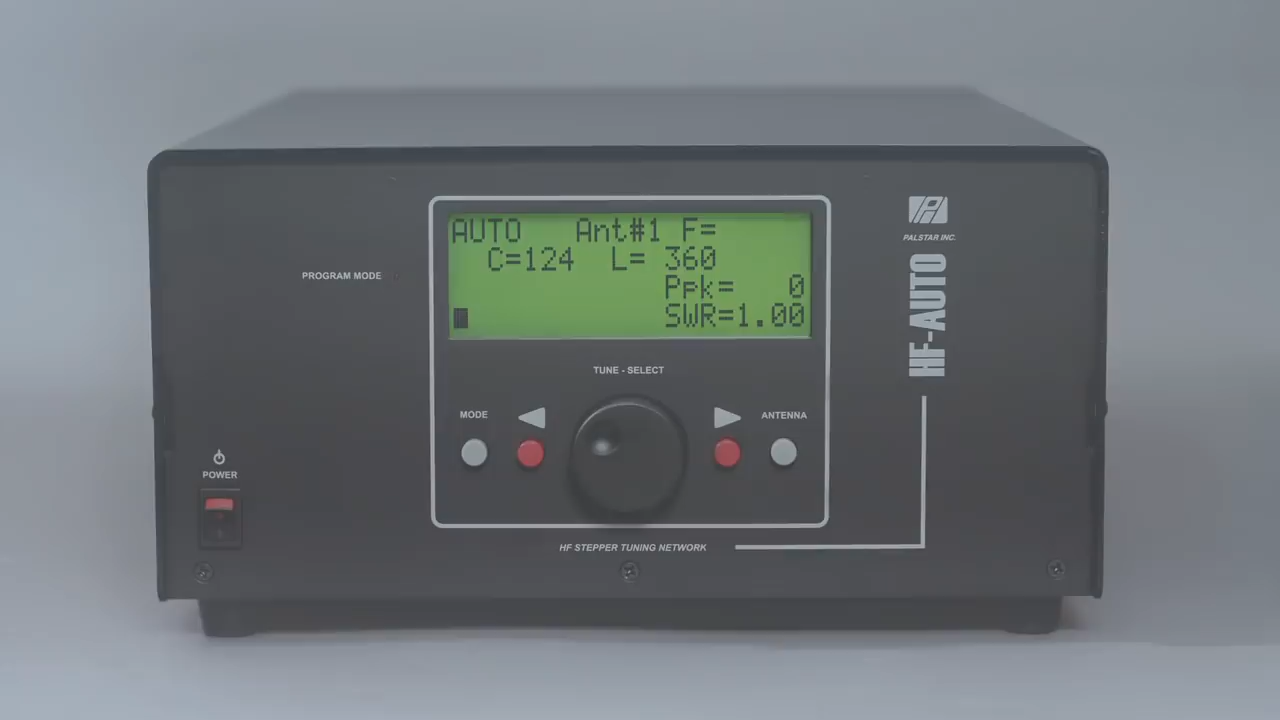 AUTO Ant#1 F=
C=124 L= 360
Ppk= 0
SWR=1.00
PALSTAR INC.
HF-AUTO
PROGRAM MODE
TUNE - SELECT
MODE
ANTENNA
POWER
HF STEPPER TUNING NETWORK